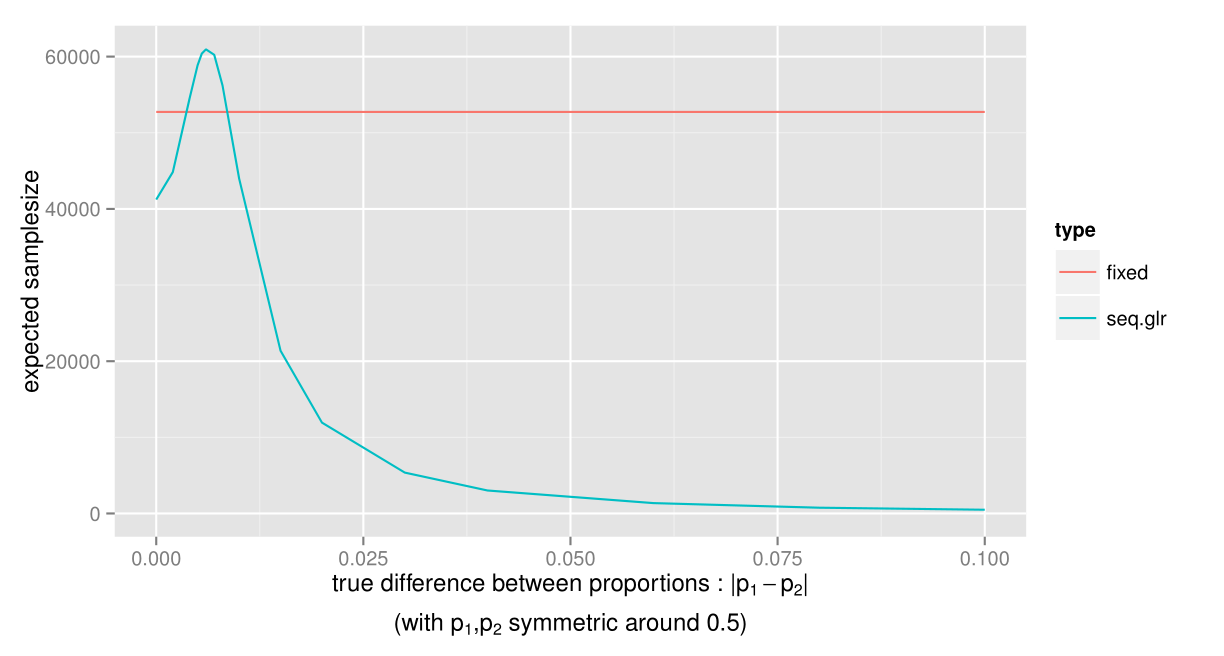 60000
40000
20000
0
expected samplesize
0.000 0.025 0.050 0.075 0.100
true difference between proportions : |p₁ − p₂|
(with p₁,p₂ symmetric around 0.5)
type
fixed
seq.glr